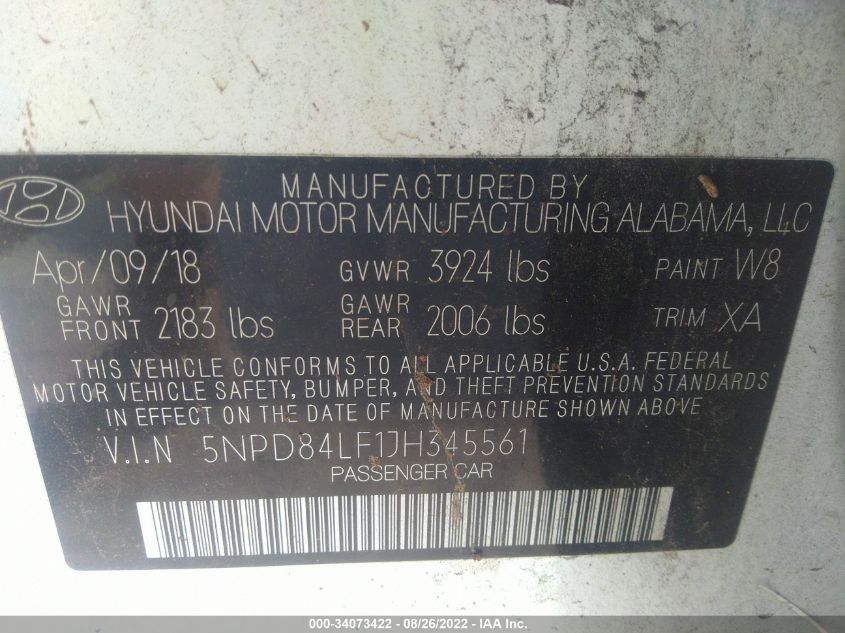 MANUFACTURED BY
HYUNDAI MOTOR MANUFACTURING ALABAMA, LLC
Apr/09/18 GVWR 3924 lbs PAINT W8
GAWR FRONT 2183 lbs GAWR REAR 2006 lbs TRIM XA
THIS VEHICLE CONFORMS TO ALL APPLICABLE U.S.A. FEDERAL
MOTOR VEHICLE SAFETY, BUMPER, AND THEFT PREVENTION STANDARDS
IN EFFECT ON THE DATE OF MANUFACTURE SHOWN ABOVE.
V.I.N 5NPD84LF1JH345561
PASSENGER CAR
000-34073422 - 08/26/2022 - IAA Inc.